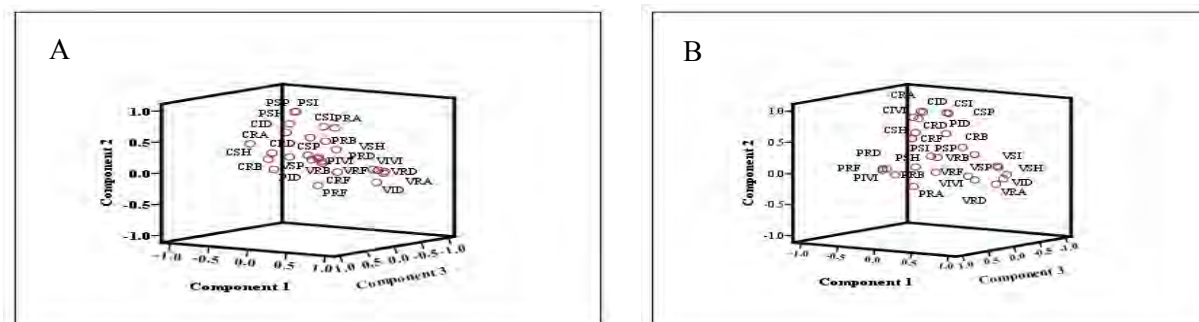 A
PSP PSI
PSH
CID
CSI PRA
CRA
CRD
CSP
PRB
VSH
CSH
PRD
VSP
PIVI
VIVI
CRB
VRB
VRF
VRD
PID
CRF
VRA
PRF
VID
1.0
0.5
0.0
-0.5
-1.0
Component 2
-1.0
-0.5
0.0
0.5
1.0
Component 1
1.0
0.5
0.0
-0.5
-1.0
Component 3
B
CRA
CIVI
CID
CSI
CSP
CSH
CRD
PID
CRF
CRB
PRD
PSI
PSP
VSI
PRF
PSH
VRB
VSP
VSH
PIVI
PRB
VRF
VID
PRA
VIVI
VRA
VRD
1.0
0.5
0.0
-0.5
-1.0
Component 2
-1.0
-0.5
0.0
0.5
1.0
Component 1
1.0
0.5
0.0
-0.5
-1.0
Component 3